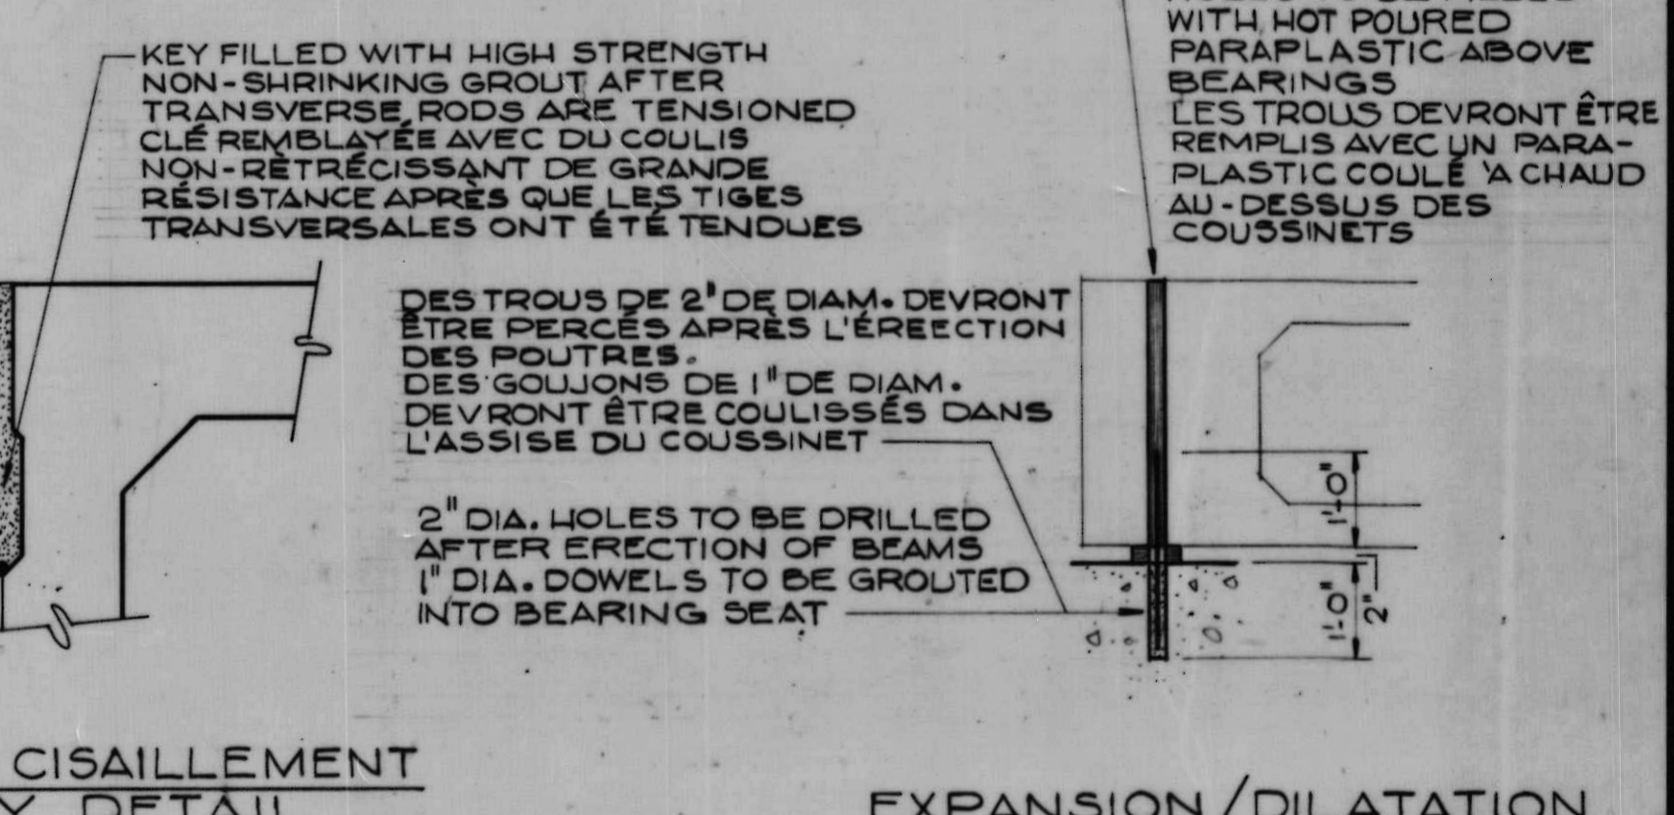 KEY FILLED WITH HIGH STRENGTH
NON-SHRINKING GROUT AFTER
TRANSVERSE RODS ARE TENSIONED
CLÉ REMBLAYÉE AVEC DU COULIS
NON-RÉTRÉCISSANT DE GRANDE
RÉSISTANCE APRÈS QUE LES TIGES
TRANSVERSALES ONT ÉTÉ TENDUES
WITH HOT POURED
PARAPLASTIC ABOVE
BEARINGS
LES TROUS DEVRONT ÊTRE
REMPLIS AVEC UN PARA-
PLASTIC COULÉ À CHAUD
AU-DESSUS DES
COUSSINETS
DES TROUS DE 2" DE DIAM. DEVRONT
ÊTRE PERCÉS APRÈS L'ÉREECTION
DES POUTRES.
DES GOUJONS DE 1" DE DIAM.
DEVRONT ÊTRE COULISSÉS DANS
L'ASSISE DU COUSSINET
2" DIA. HOLES TO BE DRILLED
AFTER ERECTION OF BEAMS
1" DIA. DOWELS TO BE GROUTED
INTO BEARING SEAT
1'-0"
1'-0"
2"
CISAILLEMENT
Y DETAIL
EXPANSION/DILATATION